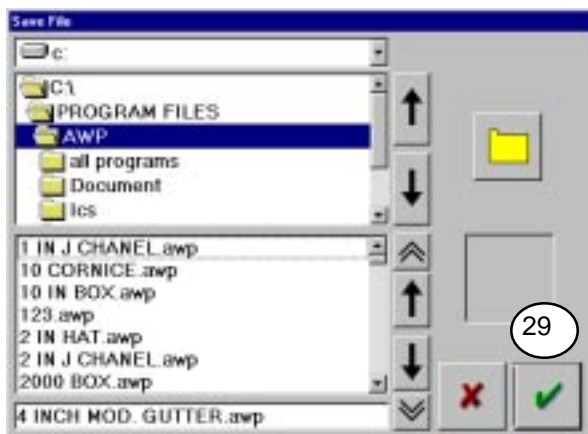 Save File
c:
C:\
PROGRAM FILES
AWP
all programs
Document
Ics
1 IN J CHANEL.awp
10 CORNICE.awp
10 IN BOX.awp
123.awp
2 IN HAT.awp
2 IN J CHANEL.awp
2000 BOX.awp
4 INCH MOD. GUTTER.awp
29